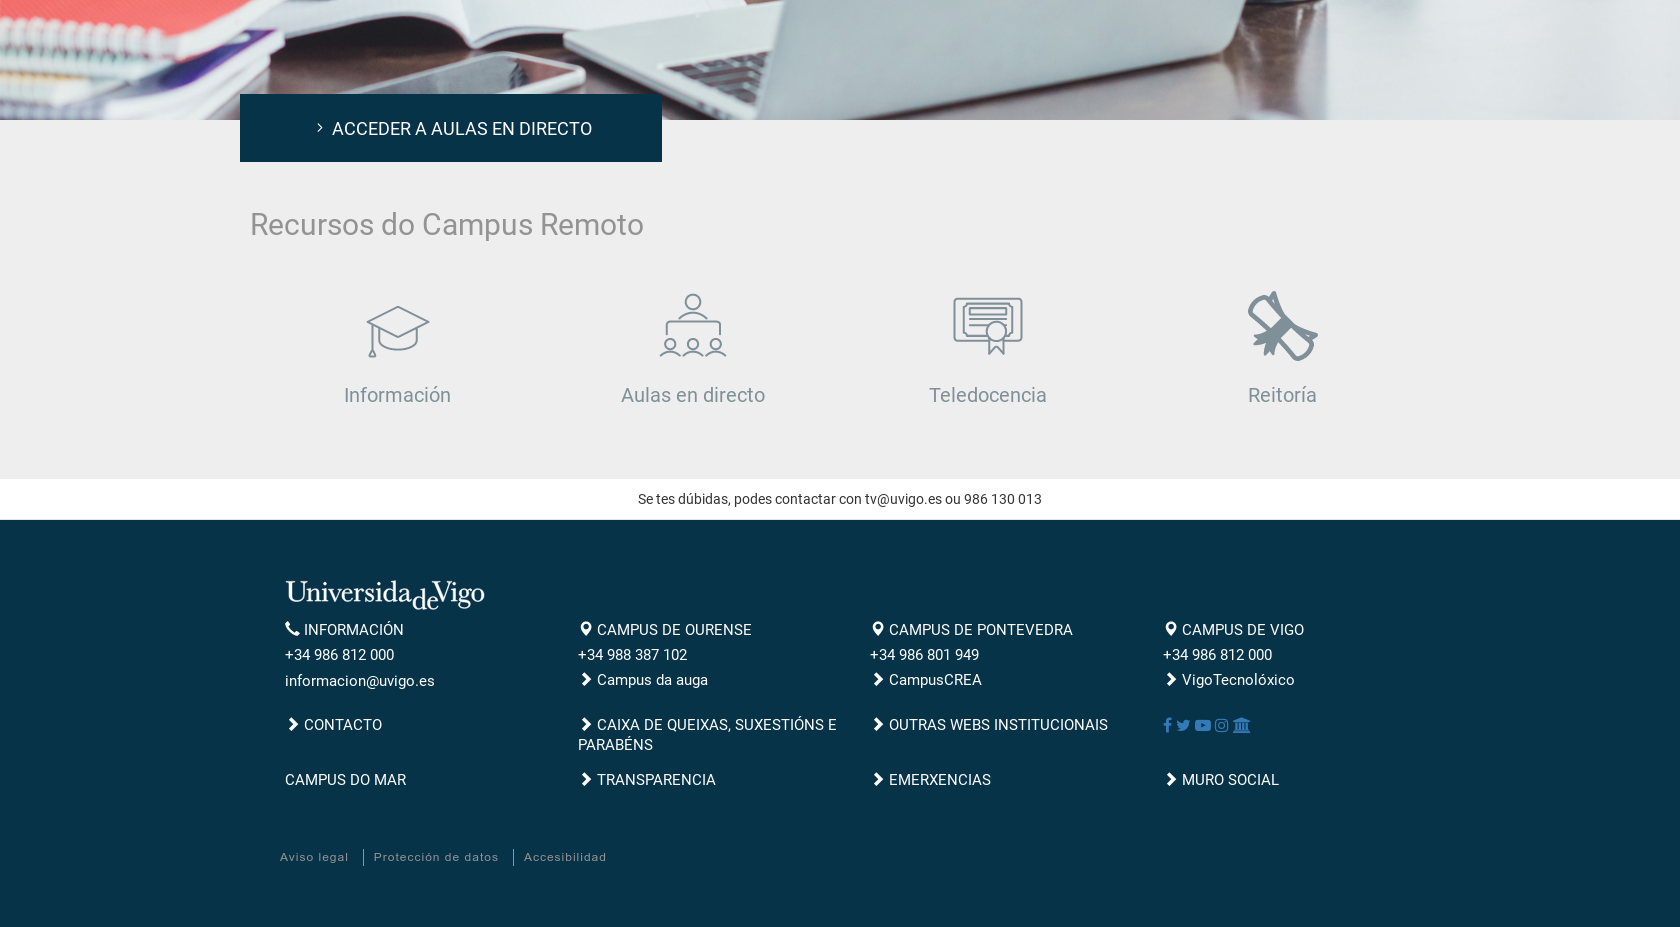 ACCEDER A AULAS EN DIRECTO
Recursos do Campus Remoto
Información
Aulas en directo
Teledocencia
Reitoría
Se tes dúbidas, podes contactar con tv@uvigo.es ou 986 130 013
UniversidadeVigo
INFORMACIÓN
+34 986 812 000
informacion@uvigo.es
CAMPUS DE OURENSE
+34 988 387 102
Campus da auga
CAMPUS DE PONTEVEDRA
+34 986 801 949
CampusCREA
CAMPUS DE VIGO
+34 986 812 000
VigoTecnolóxico
CONTACTO
CAIXA DE QUEIXAS, SUXESTIÓNS E
PARABÉNS
OUTRAS WEBS INSTITUCIONAIS
CAMPUS DO MAR
TRANSPARENCIA
EMERXENCIAS
MURO SOCIAL
Aviso legal
Protección de datos
Accesibilidad